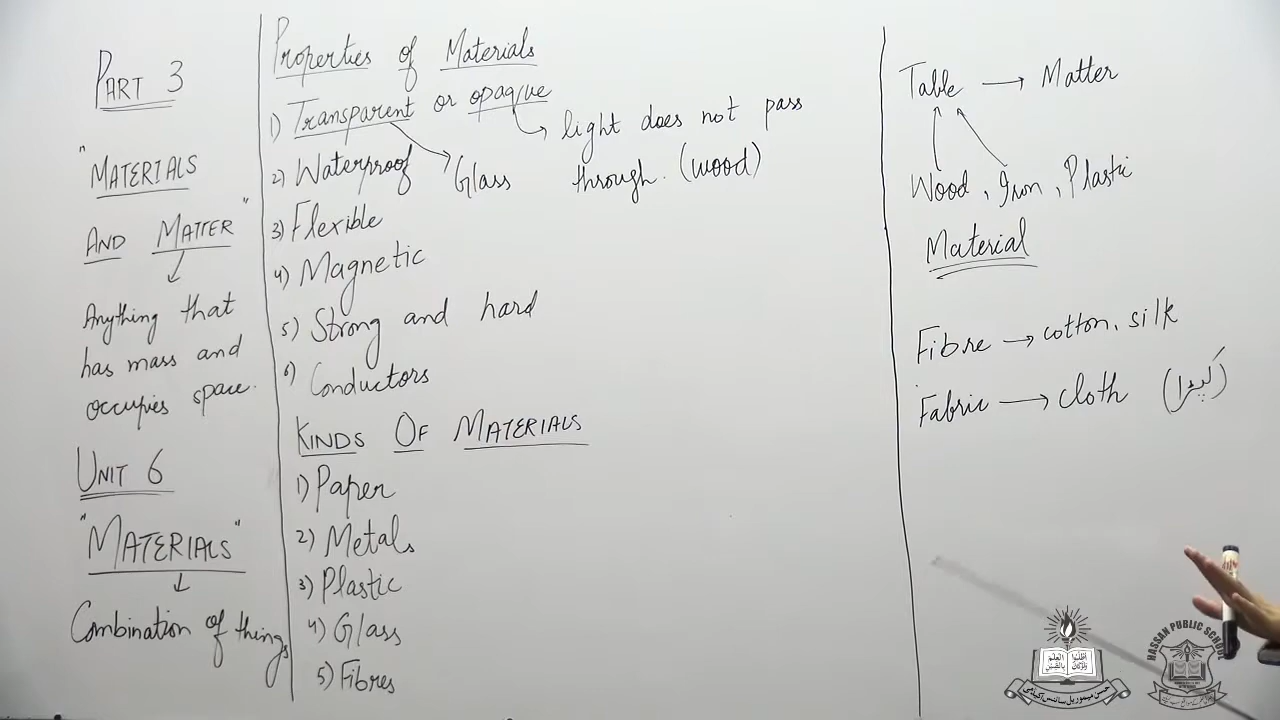 PART 3
"MATERIALS
AND MATTER"
Anything that
has mass and
occupies space.
UNIT 6
"MATERIALS"
Combination of things
Properties of Materials
1) Transparent or opaque
light does not pass
through. (wood)
2) Waterproof
Glass
3) Flexible
4) Magnetic
5) Strong and hard
6) Conductors
KINDS OF MATERIALS
1) Paper
2) Metals
3) Plastic
4) Glass
5) Fibres
Table → Matter
Wood, Iron, Plastic
Material
Fibre → cotton, silk
Fabric → cloth (کپڑا)
HASSAN PUBLIC SCHOOL